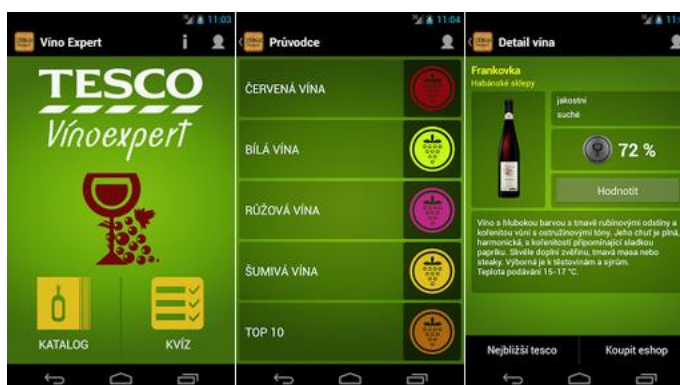 11:03
Víno Expert
TESCO
Vínoexpert
KATALOG
KVÍZ
11:04
Průvodce
ČERVENÁ VÍNA
BÍLÁ VÍNA
RŮŽOVÁ VÍNA
ŠUMIVÁ VÍNA
TOP 10
Detail vína
Frankovka
Habánské sklepy
jakostní
suché
72 %
Hodnotit
Víno s hlubokou barvou s tmavě rubínovými odstíny a
kořenitou vůní s ostružinovými tóny. Jeho chuť je plná,
harmonická, s kořenitostí připomínající sladkou
papriku. Skvěle doplní zvěřinu, tmavá masa nebo
steaky. Výborná je k těstovinám a sýrům.
Teplota podávání 15–17 °C.
Nejbližší tesco
Koupit eshop